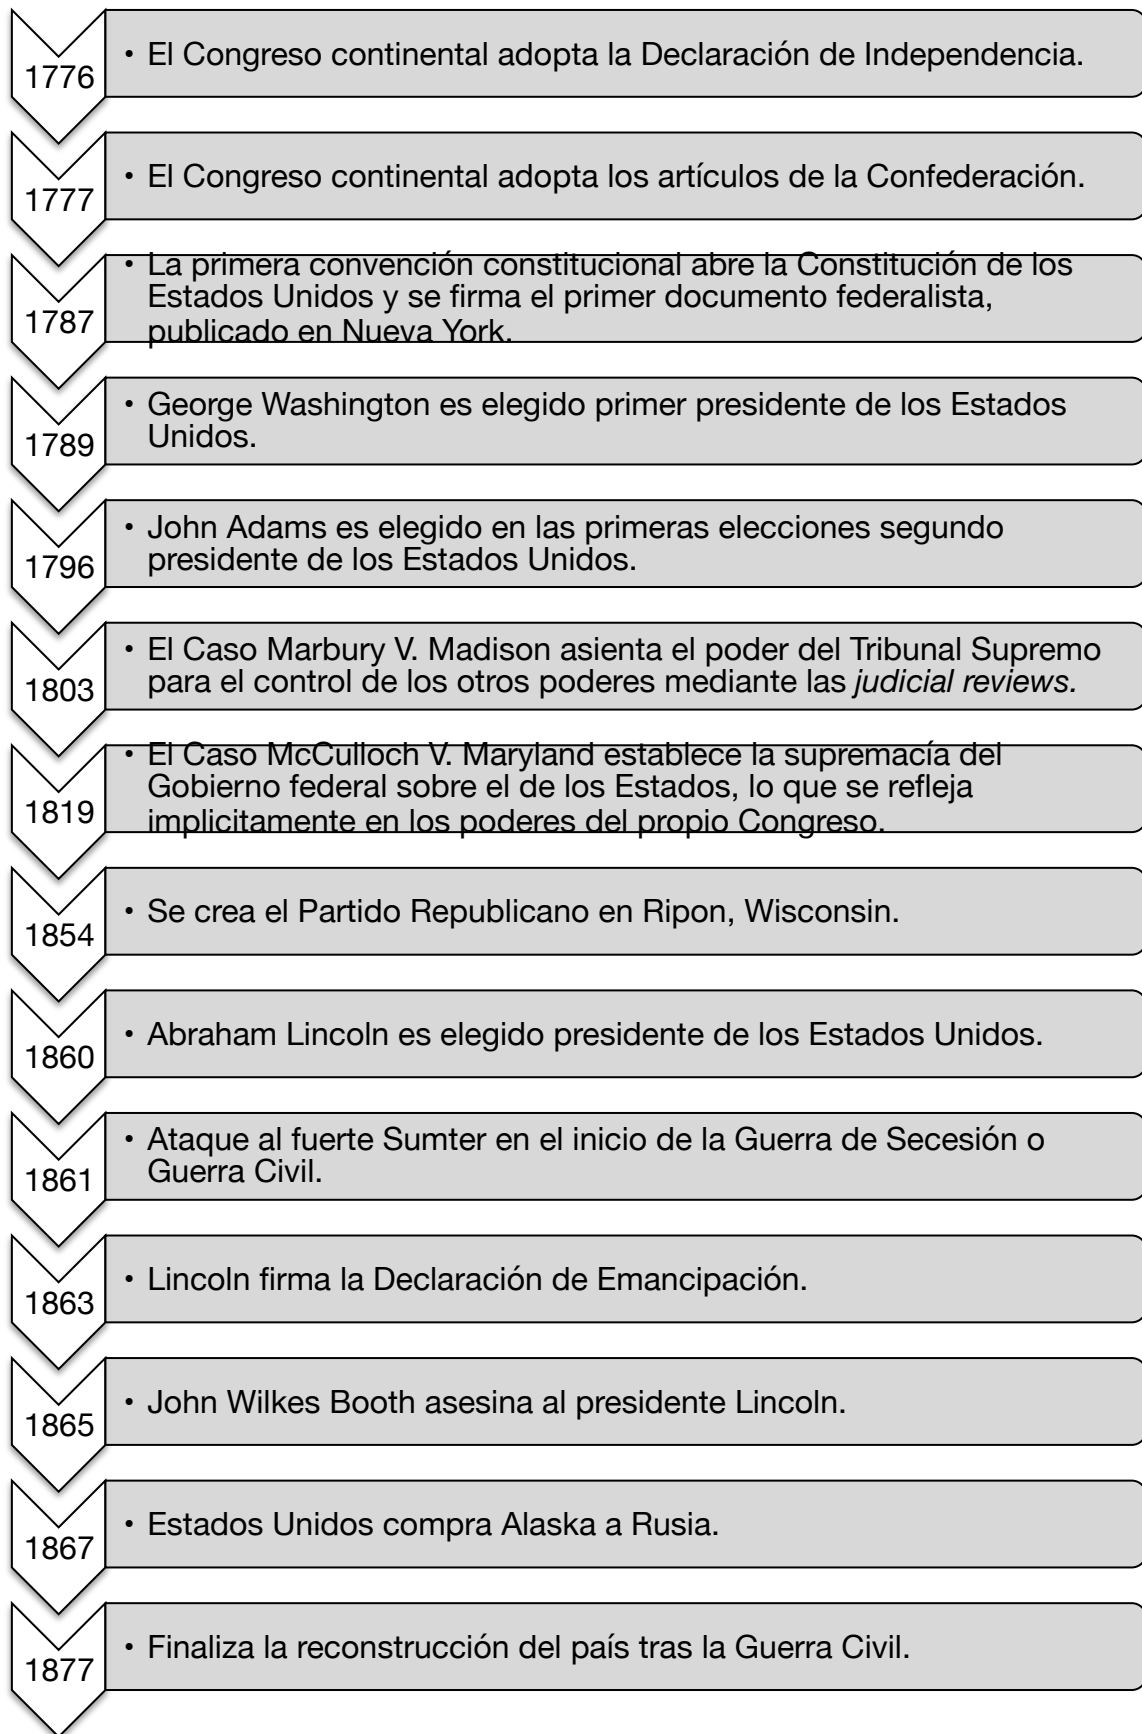 1776
• El Congreso continental adopta la Declaración de Independencia.
1777
• El Congreso continental adopta los artículos de la Confederación.
1787
• La primera convención constitucional abre la Constitución de los
Estados Unidos y se firma el primer documento federalista,
publicado en Nueva York.
1789
• George Washington es elegido primer presidente de los Estados
Unidos.
1796
• John Adams es elegido en las primeras elecciones segundo
presidente de los Estados Unidos.
1803
• El Caso Marbury V. Madison asienta el poder del Tribunal Supremo
para el control de los otros poderes mediante las judicial reviews.
1819
• El Caso McCulloch V. Maryland establece la supremacía del
Gobierno federal sobre el de los Estados, lo que se refleja
implicitamente en los poderes del propio Congreso.
1854
• Se crea el Partido Republicano en Ripon, Wisconsin.
1860
• Abraham Lincoln es elegido presidente de los Estados Unidos.
1861
• Ataque al fuerte Sumter en el inicio de la Guerra de Secesión o
Guerra Civil.
1863
• Lincoln firma la Declaración de Emancipación.
1865
• John Wilkes Booth asesina al presidente Lincoln.
1867
• Estados Unidos compra Alaska a Rusia.
1877
• Finaliza la reconstrucción del país tras la Guerra Civil.